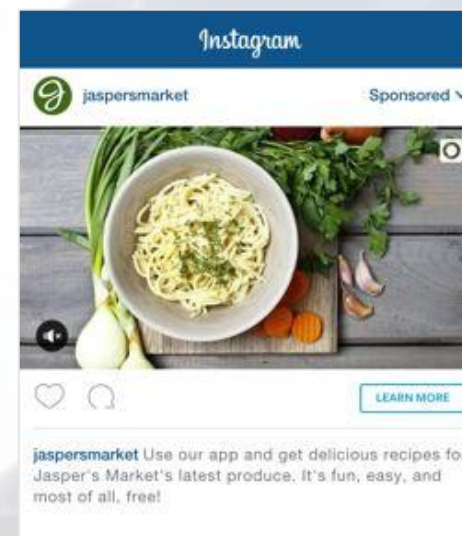 Instagram
jaspersmarket
Sponsored
LEARN MORE
jaspersmarket Use our app and get delicious recipes fo
Jasper's Market's latest produce. It's fun, easy, and
most of all, free!